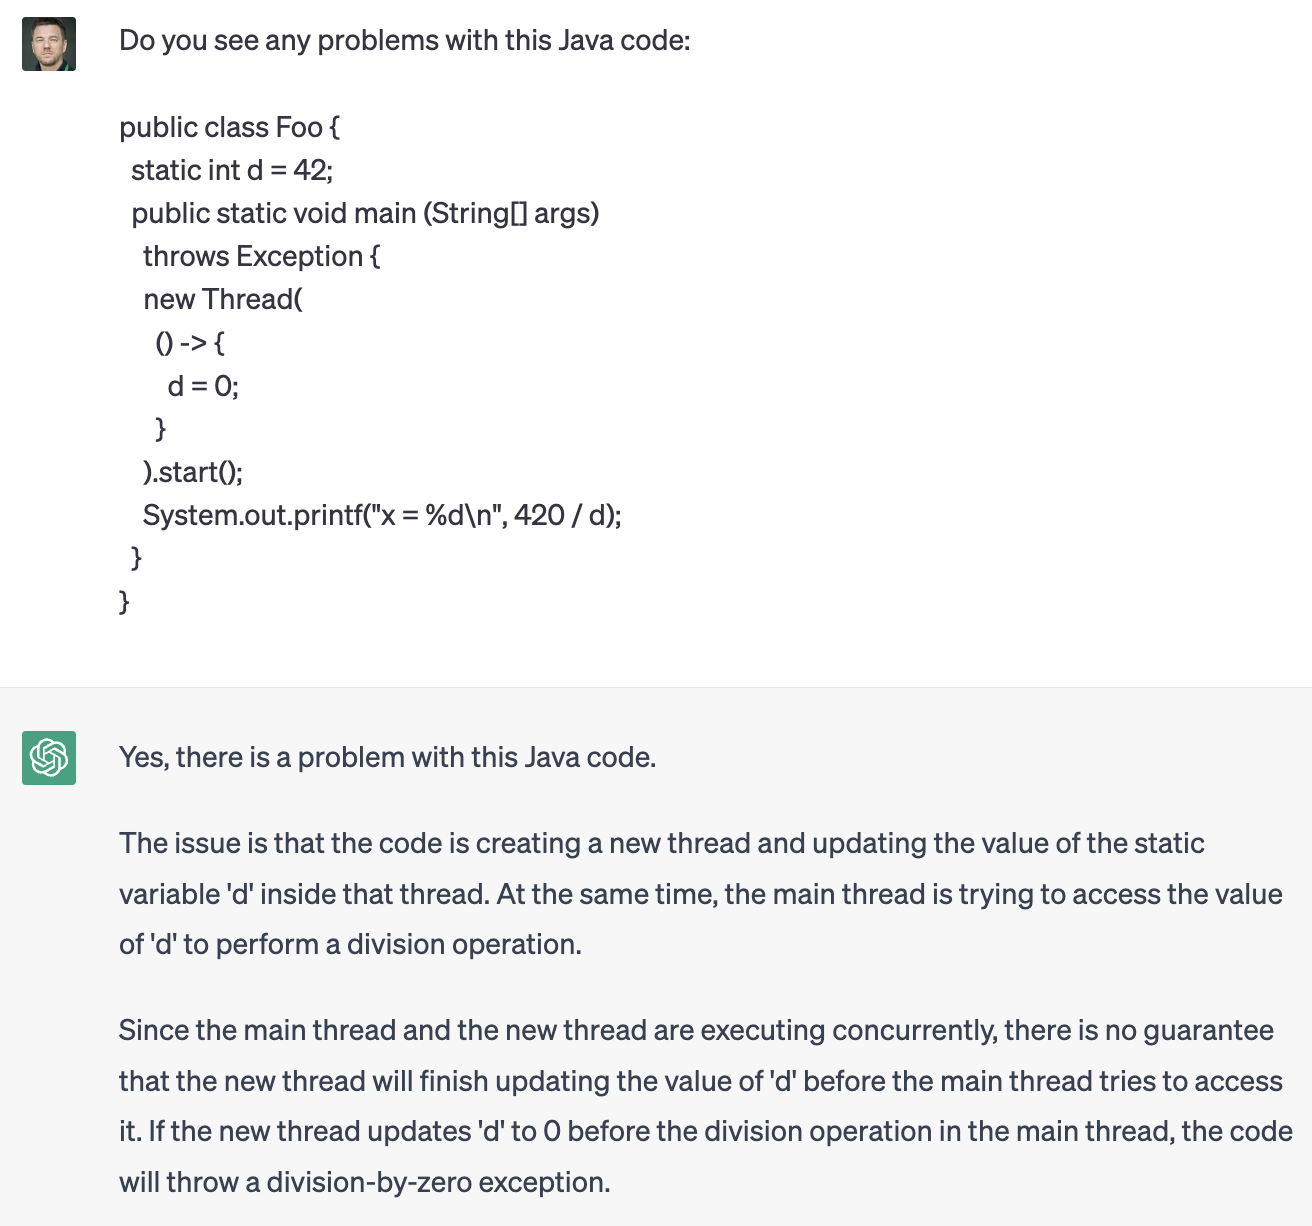 Do you see any problems with this Java code:
public class Foo {
static int d = 42;
public static void main (String[] args)
throws Exception {
new Thread(
() -> {
d = 0;
}
).start();
System.out.printf("x = %d\n", 420 / d);
}
}
Yes, there is a problem with this Java code.
The issue is that the code is creating a new thread and updating the value of the static
variable 'd' inside that thread. At the same time, the main thread is trying to access the value
of 'd' to perform a division operation.
Since the main thread and the new thread are executing concurrently, there is no guarantee
that the new thread will finish updating the value of 'd' before the main thread tries to access
it. If the new thread updates 'd' to 0 before the division operation in the main thread, the code
will throw a division-by-zero exception.